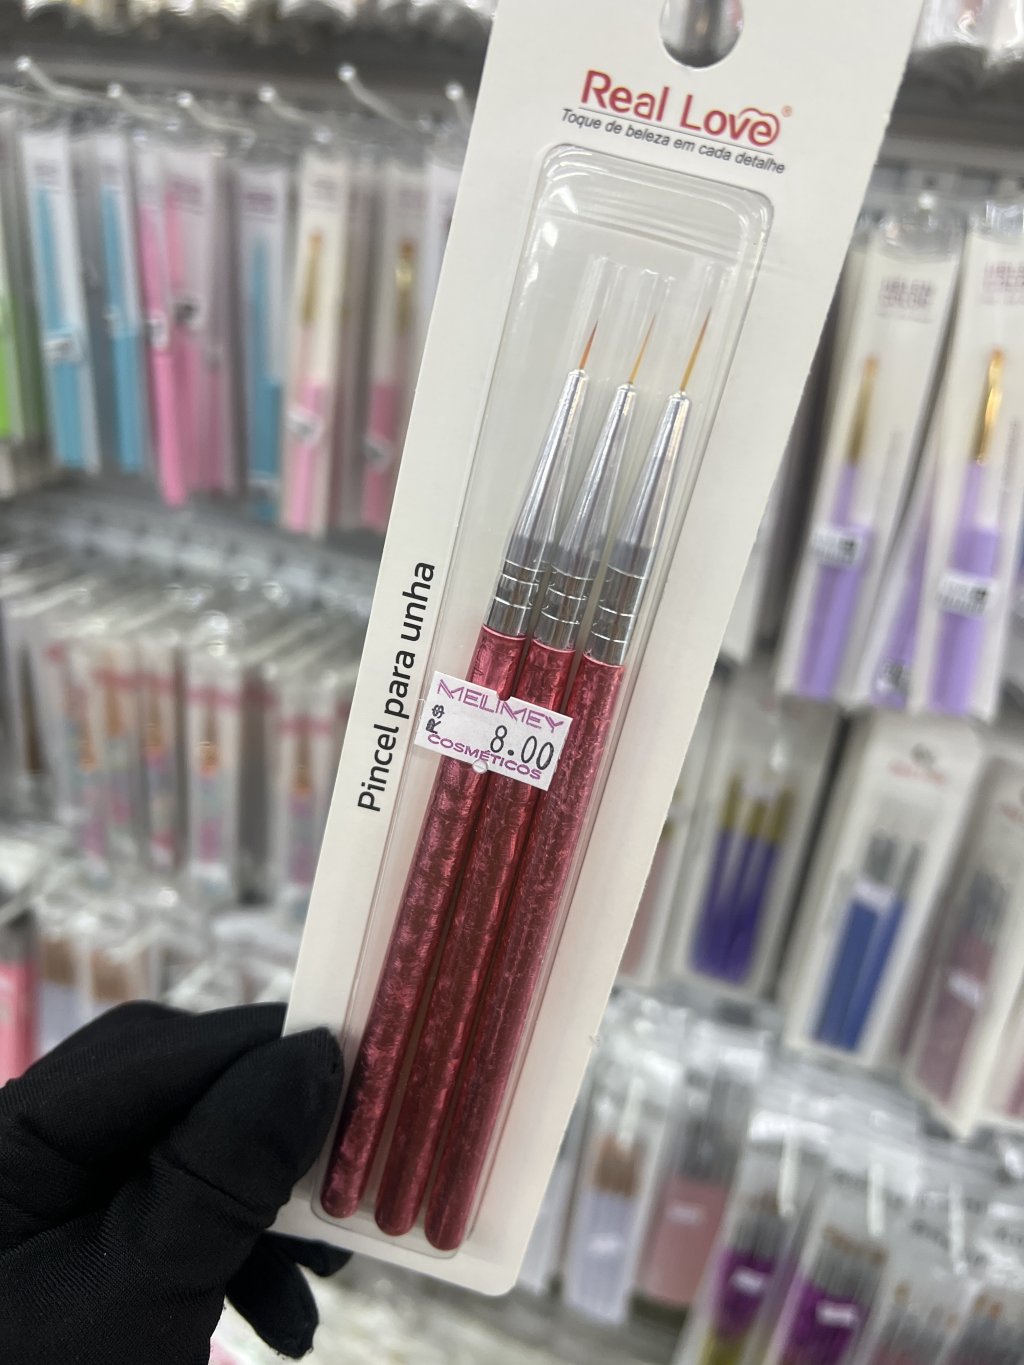 Real Love®
Toque de beleza em cada detalhe
Pincel para unha
MELIMEY
R$ 8.00
COSMÉTICOS